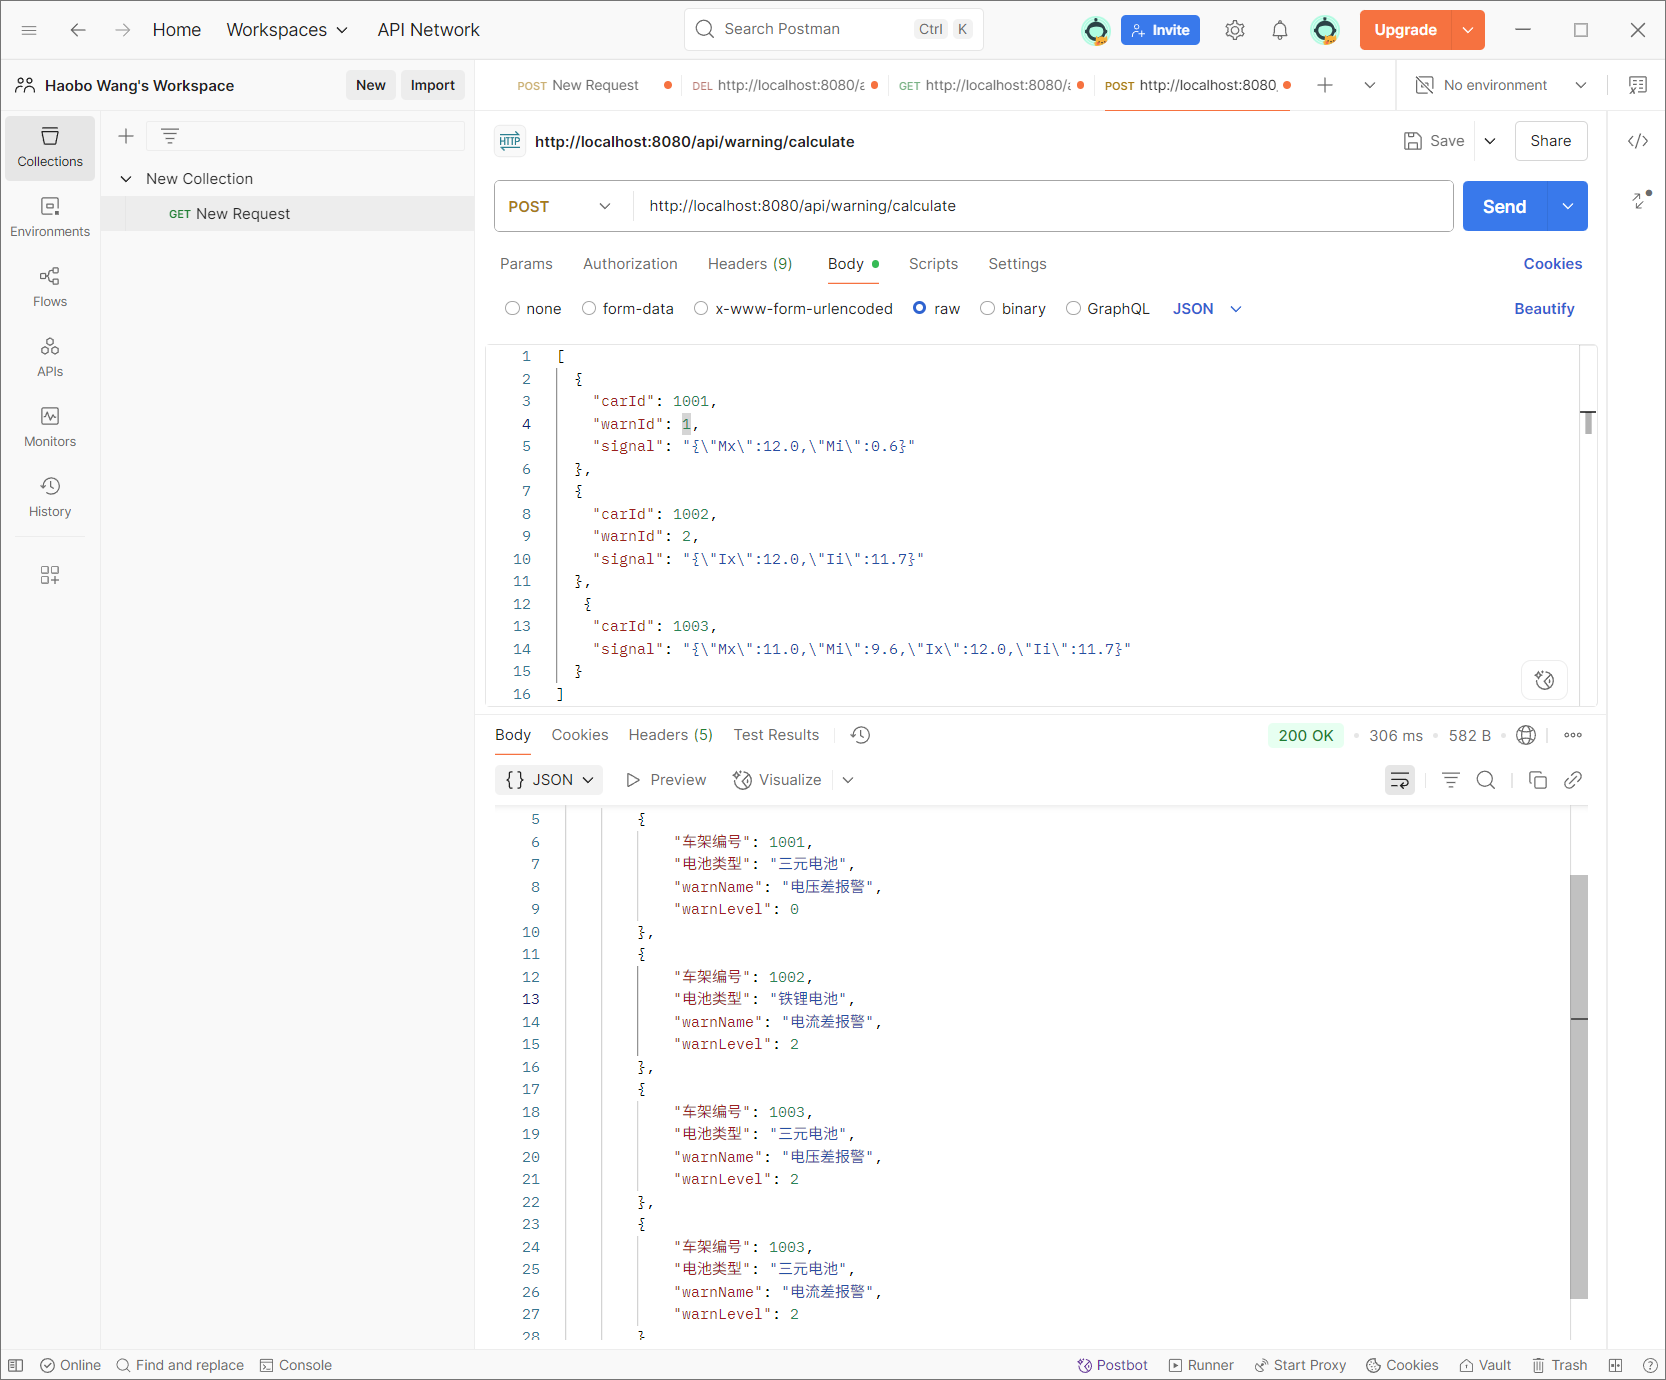 Home Workspaces API Network Search Postman Ctrl K Invite Upgrade
Haobo Wang's Workspace New Import POST New Request DEL http://localhost:8080/a GET http://localhost:8080/a POST http://localhost:8080, No environment
Collections
Environments
Flows
APIs
Monitors
History
New Collection
GET New Request
HTTP http://localhost:8080/api/warning/calculate Save Share
POST http://localhost:8080/api/warning/calculate Send
Params Authorization Headers (9) Body Scripts Settings Cookies
none form-data x-www-form-urlencoded raw binary GraphQL JSON Beautify
1 [
2 {
3 "carId": 1001,
4 "warnId": 1,
5 "signal": "{\"Mx\":12.0,\"Mi\":0.6}"
6 },
7 {
8 "carId": 1002,
9 "warnId": 2,
10 "signal": "{\"Ix\":12.0,\"Ii\":11.7}"
11 },
12 {
13 "carId": 1003,
14 "signal": "{\"Mx\":11.0,\"Mi\":9.6,\"Ix\":12.0,\"Ii\":11.7}"
15 }
16 ]
Body Cookies Headers (5) Test Results 200 OK 306 ms 582 B
{} JSON Preview Visualize
5 {
6 "车架编号": 1001,
7 "电池类型": "三元电池",
8 "warnName": "电压差报警",
9 "warnLevel": 0
10 },
11 {
12 "车架编号": 1002,
13 "电池类型": "铁锂电池",
14 "warnName": "电流差报警",
15 "warnLevel": 2
16 },
17 {
18 "车架编号": 1003,
19 "电池类型": "三元电池",
20 "warnName": "电压差报警",
21 "warnLevel": 2
22 },
23 {
24 "车架编号": 1003,
25 "电池类型": "三元电池",
26 "warnName": "电流差报警",
27 "warnLevel": 2
28 }
Online Find and replace Console Postbot Runner Start Proxy Cookies Vault Trash